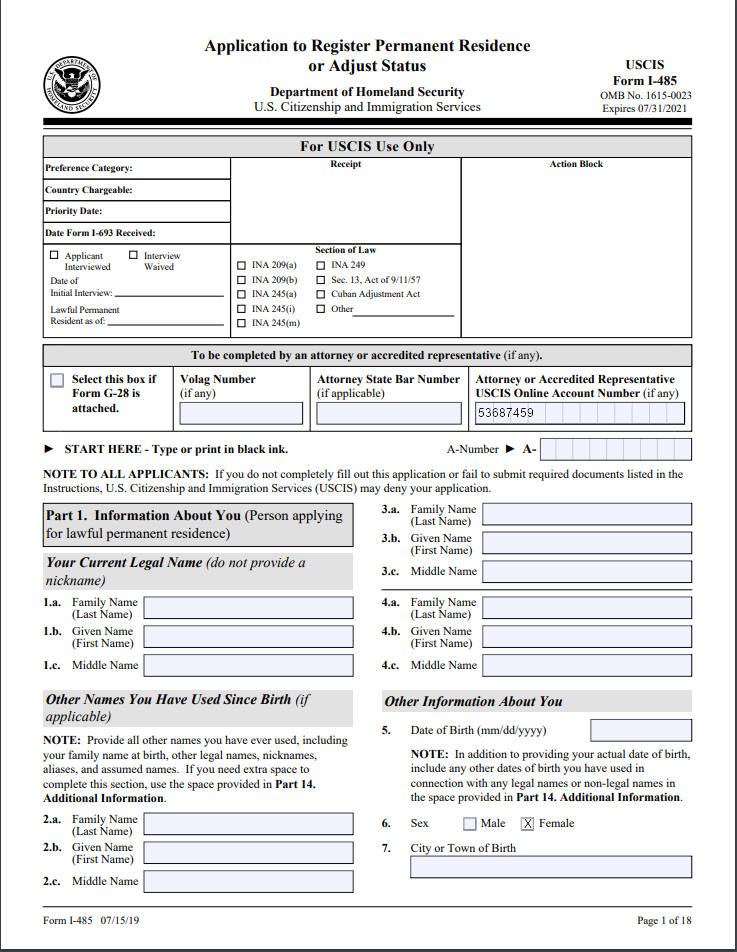 Application to Register Permanent Residence
or Adjust Status
Department of Homeland Security
U.S. Citizenship and Immigration Services
USCIS
Form I-485
OMB No. 1615-0023
Expires 07/31/2021
U.S. DEPARTMENT OF HOMELAND SECURITY
For USCIS Use Only
Preference Category:
Country Chargeable:
Priority Date:
Date Form I-693 Received:
Applicant Interviewed
Interview Waived
Date of
Initial Interview:
Lawful Permanent
Resident as of:
Receipt
Section of Law
INA 209(a)
INA 209(b)
INA 245(a)
INA 245(i)
INA 245(m)
INA 249
Sec. 13, Act of 9/11/57
Cuban Adjustment Act
Other
Action Block
To be completed by an attorney or accredited representative (if any).
Select this box if
Form G-28 is
attached.
Volag Number
(if any)
Attorney State Bar Number
(if applicable)
Attorney or Accredited Representative
USCIS Online Account Number (if any)
53687459
► START HERE - Type or print in black ink.
A-Number ► A-
NOTE TO ALL APPLICANTS: If you do not completely fill out this application or fail to submit required documents listed in the
Instructions, U.S. Citizenship and Immigration Services (USCIS) may deny your application.
Part 1. Information About You (Person applying
for lawful permanent residence)
Your Current Legal Name (do not provide a
nickname)
1.a. Family Name
(Last Name)
1.b. Given Name
(First Name)
1.c. Middle Name
Other Names You Have Used Since Birth (if
applicable)
NOTE: Provide all other names you have ever used, including
your family name at birth, other legal names, nicknames,
aliases, and assumed names. If you need extra space to
complete this section, use the space provided in Part 14.
Additional Information.
2.a. Family Name
(Last Name)
2.b. Given Name
(First Name)
2.c. Middle Name
3.a. Family Name
(Last Name)
3.b. Given Name
(First Name)
3.c. Middle Name
4.a. Family Name
(Last Name)
4.b. Given Name
(First Name)
4.c. Middle Name
Other Information About You
5. Date of Birth (mm/dd/yyyy)
NOTE: In addition to providing your actual date of birth,
include any other dates of birth you have used in
connection with any legal names or non-legal names in
the space provided in Part 14. Additional Information.
6. Sex Male X Female
7. City or Town of Birth
Form I-485 07/15/19
Page 1 of 18